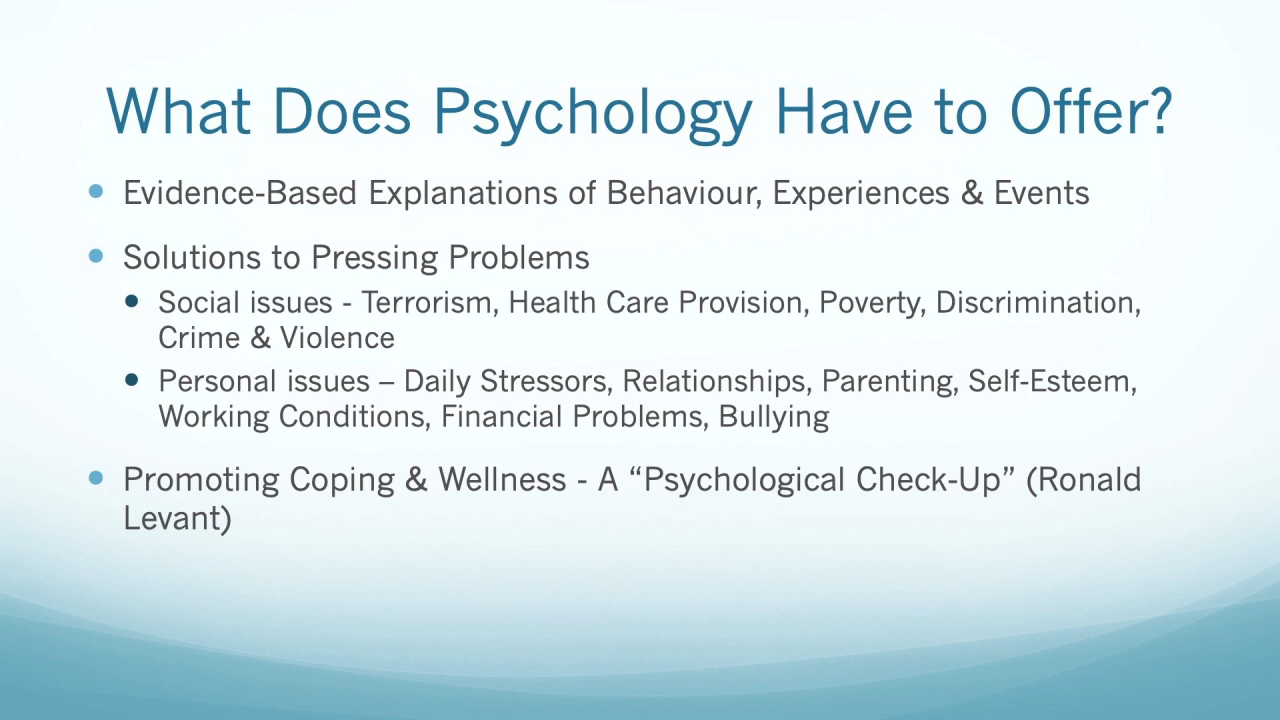 What Does Psychology Have to Offer?
• Evidence-Based Explanations of Behaviour, Experiences & Events
• Solutions to Pressing Problems
• Social issues - Terrorism, Health Care Provision, Poverty, Discrimination,
Crime & Violence
• Personal issues – Daily Stressors, Relationships, Parenting, Self-Esteem,
Working Conditions, Financial Problems, Bullying
• Promoting Coping & Wellness - A “Psychological Check-Up” (Ronald
Levant)